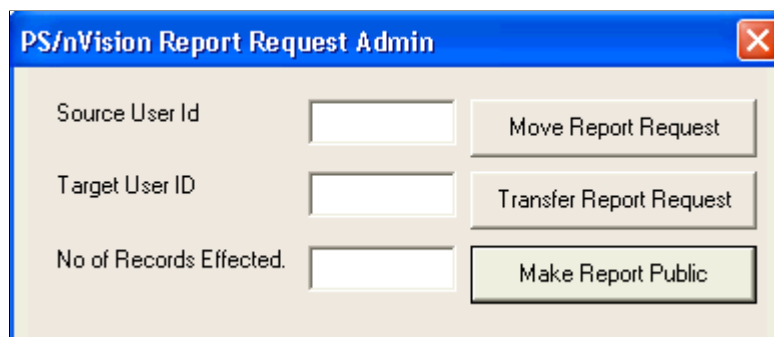 PS/nVision Report Request Admin
Source User Id
Move Report Request
Target User ID
Transfer Report Request
No of Records Effected.
Make Report Public